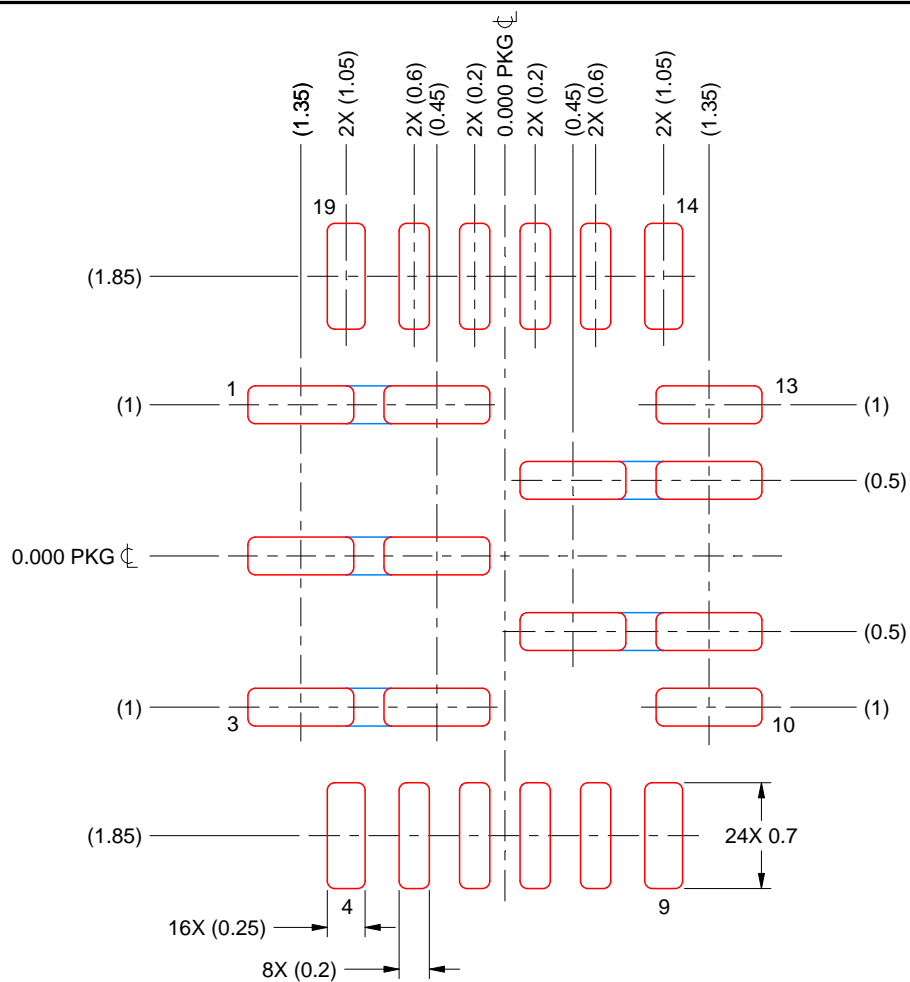 (1.35)
2X (1.05)
2X (0.6)
(0.45)
2X (0.2)
0.000 PKG ℄
2X (0.2)
(0.45)
2X (0.6)
2X (1.05)
(1.35)
19
14
(1.85)
1
13
(1)
(1)
(0.5)
0.000 PKG ℄
(0.5)
(1)
(1)
3
10
(1.85)
24X 0.7
4
9
16X (0.25)
8X (0.2)